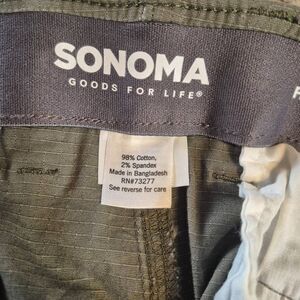 SONOMA
GOODS FOR LIFE®
98% Cotton,
2% Spandex
Made in Bangladesh
RN#73277
See reverse for care